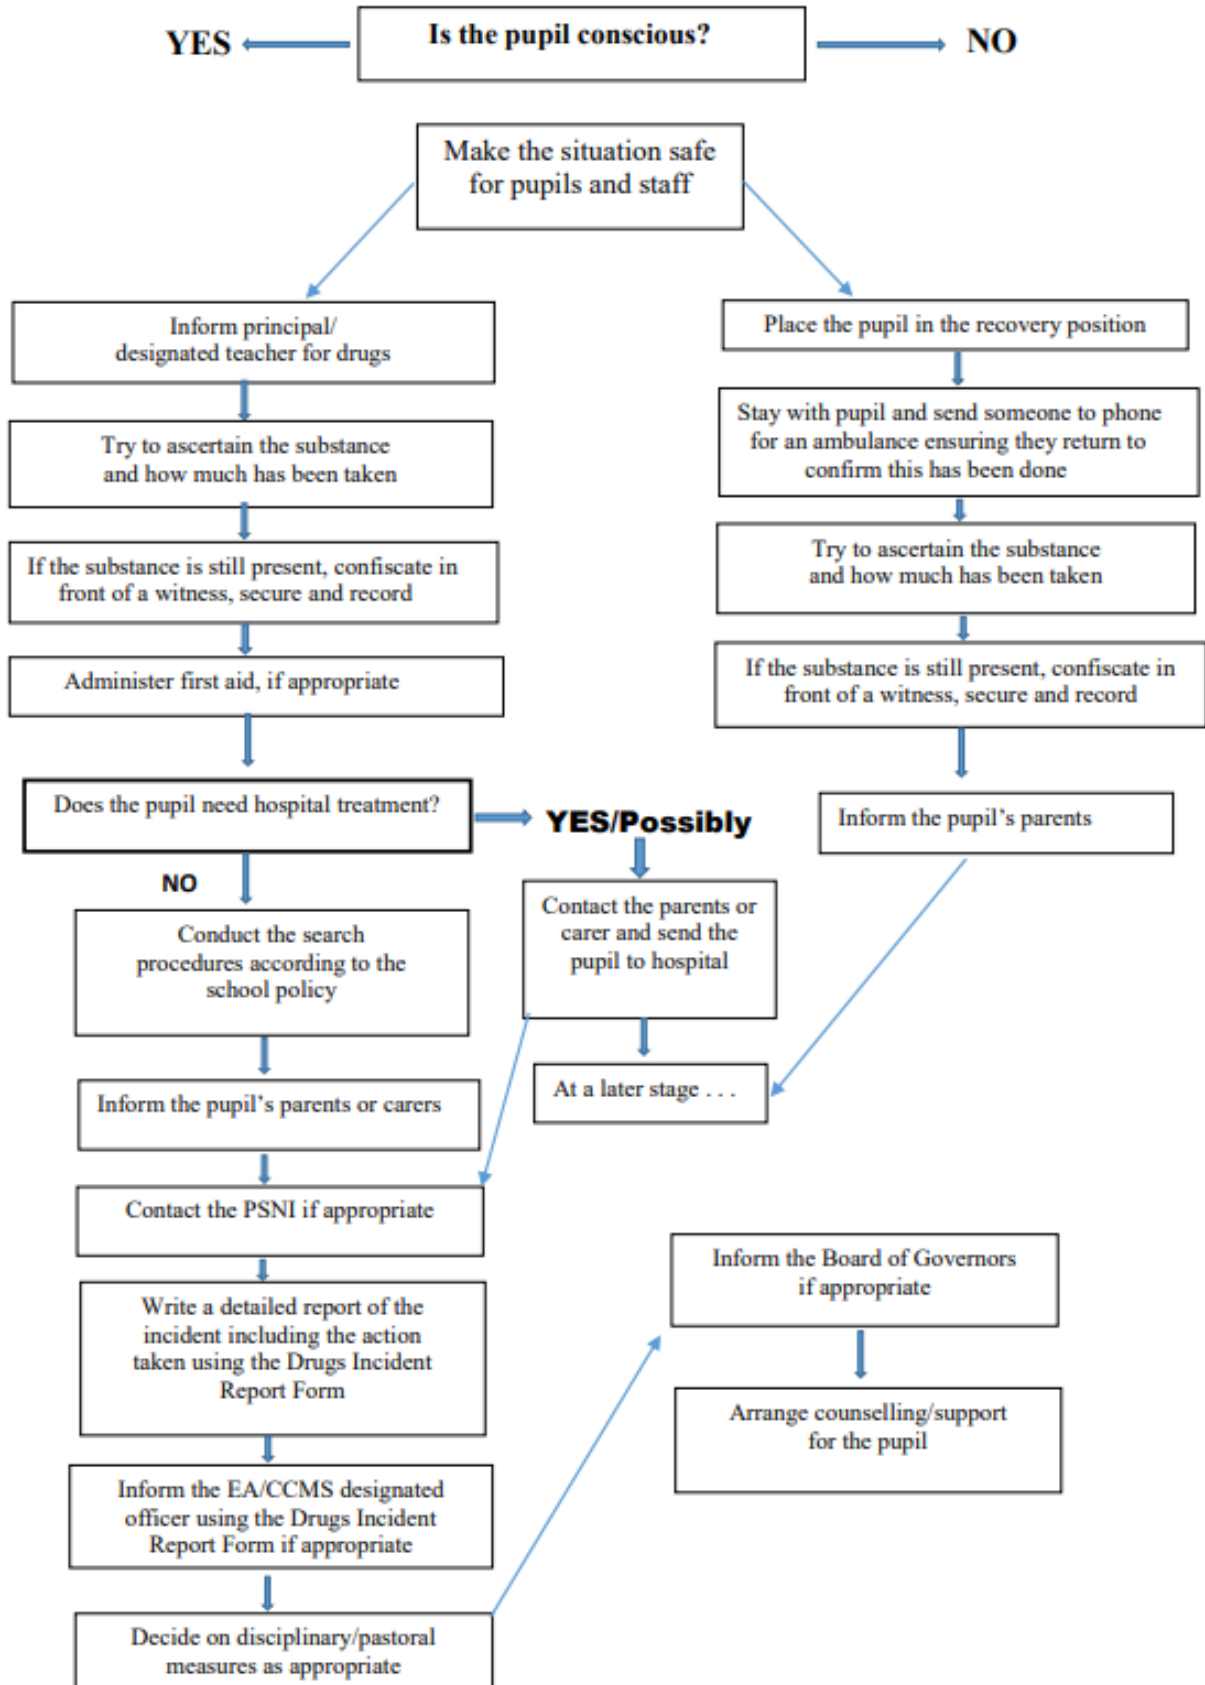 Is the pupil conscious?
YES
NO
Make the situation safe
for pupils and staff
Inform principal/
designated teacher for drugs
Try to ascertain the substance
and how much has been taken
If the substance is still present, confiscate in
front of a witness, secure and record
Administer first aid, if appropriate
Does the pupil need hospital treatment?
YES/Possibly
NO
Conduct the search
procedures according to the
school policy
Inform the pupil's parents or carers
Contact the PSNI if appropriate
Write a detailed report of the
incident including the action
taken using the Drugs Incident
Report Form
Inform the EA/CCMS designated
officer using the Drugs Incident
Report Form if appropriate
Decide on disciplinary/pastoral
measures as appropriate
Contact the parents or
carer and send the
pupil to hospital
At a later stage . . .
Place the pupil in the recovery position
Stay with pupil and send someone to phone
for an ambulance ensuring they return to
confirm this has been done
Try to ascertain the substance
and how much has been taken
If the substance is still present, confiscate in
front of a witness, secure and record
Inform the pupil's parents
Inform the Board of Governors
if appropriate
Arrange counselling/support
for the pupil